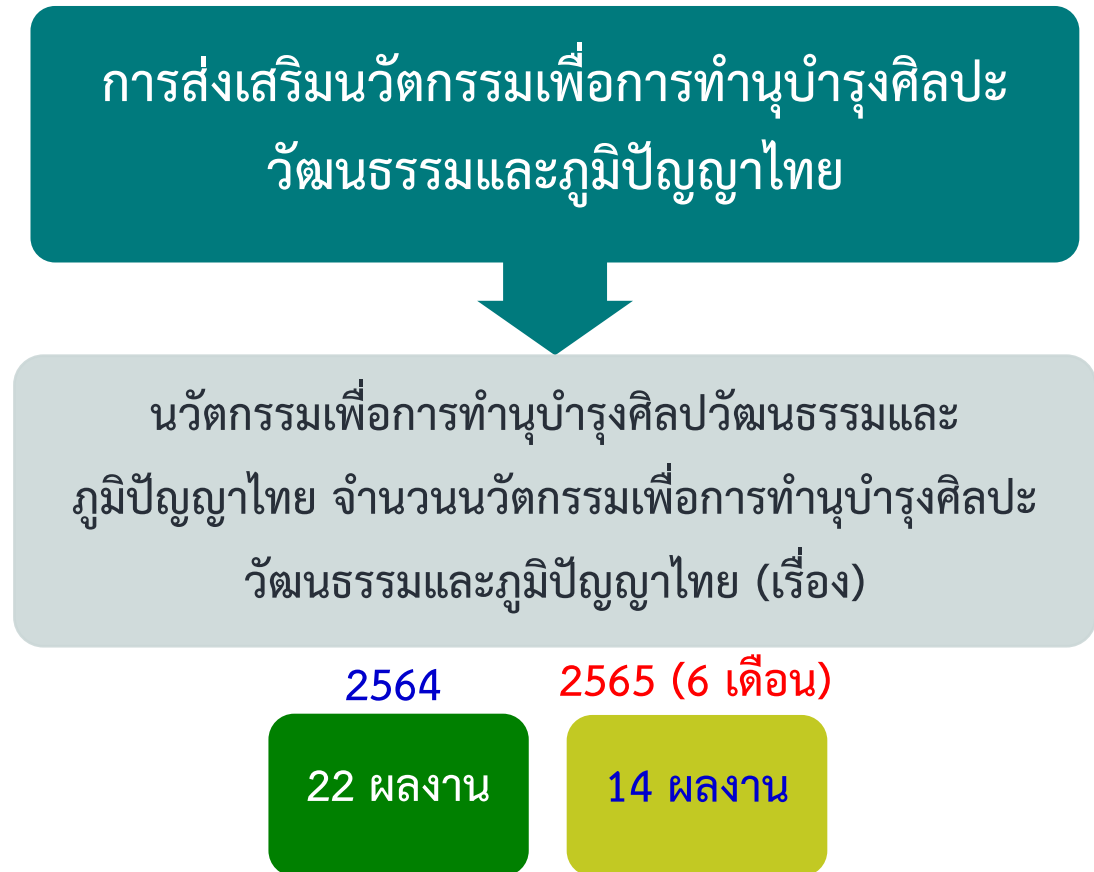 การส่งเสริมนวัตกรรมเพื่อการทำนุบำรุงศิลปะ
วัฒนธรรมและภูมิปัญญาไทย
นวัตกรรมเพื่อการทำนุบำรุงศิลปวัฒนธรรมและ
ภูมิปัญญาไทย จำนวนนวัตกรรมเพื่อการทำนุบำรุงศิลปะ
วัฒนธรรมและภูมิปัญญาไทย (เรื่อง)
2564 2565 (6 เดือน)
22 ผลงาน 14 ผลงาน